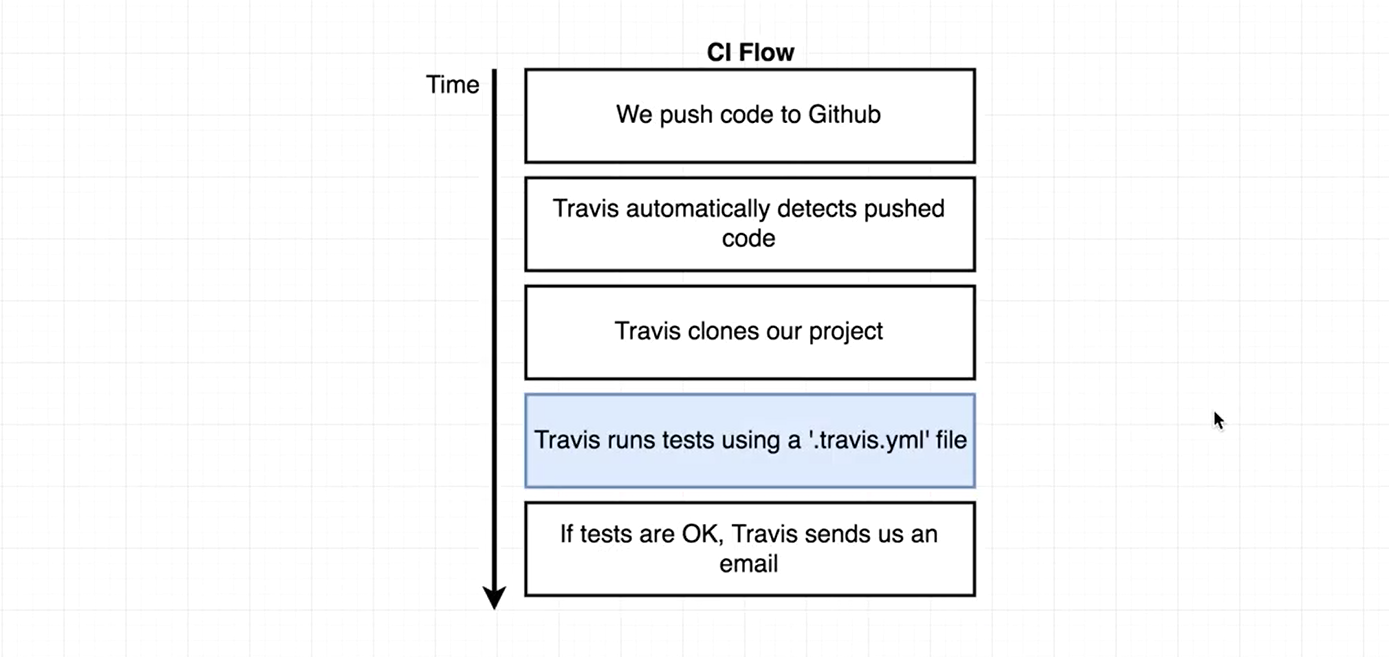 CI Flow
Time
We push code to Github
Travis automatically detects pushed
code
Travis clones our project
Travis runs tests using a '.travis.yml' file
If tests are OK, Travis sends us an
email